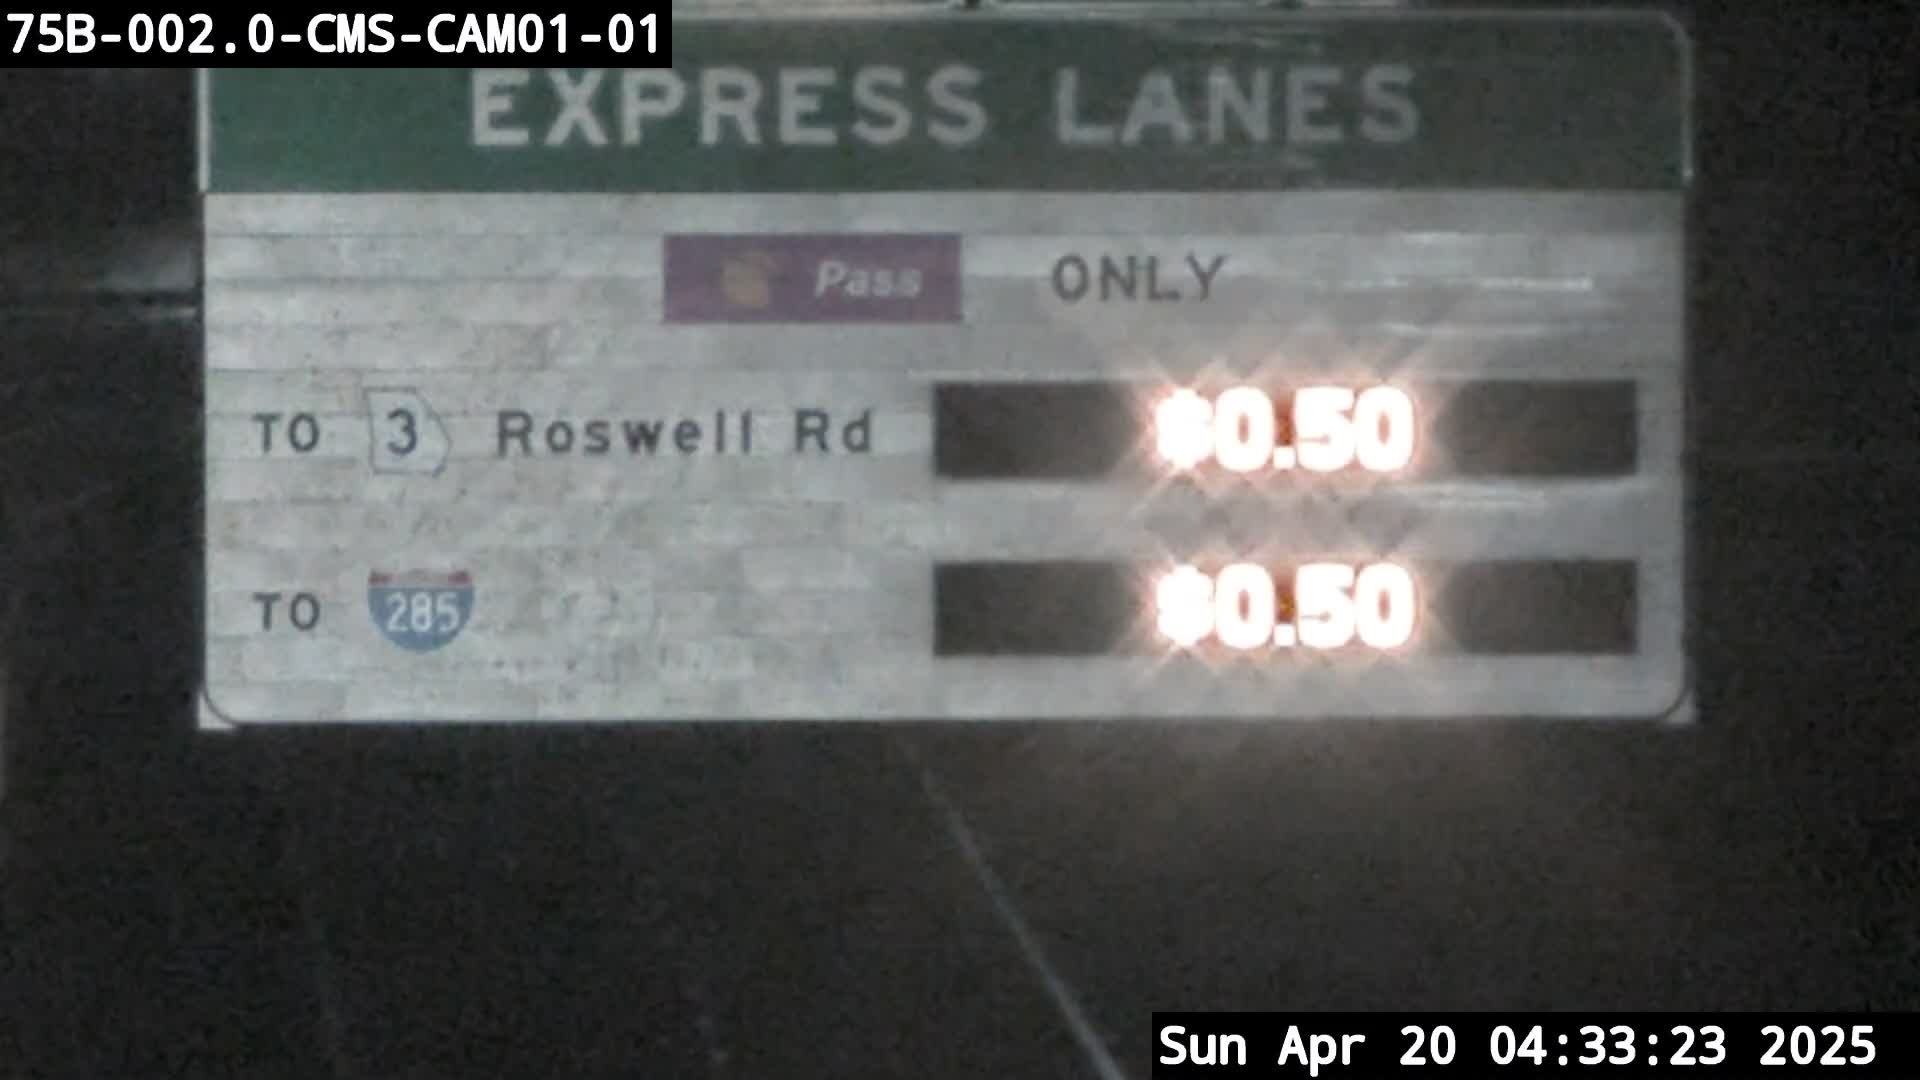 75B-002.0-CMS-CAM01-01
EXPRESS LANES
Pass ONLY
TO 3 Roswell Rd $0.50
TO 285 $0.50
Sun Apr 20 04:33:23 2025